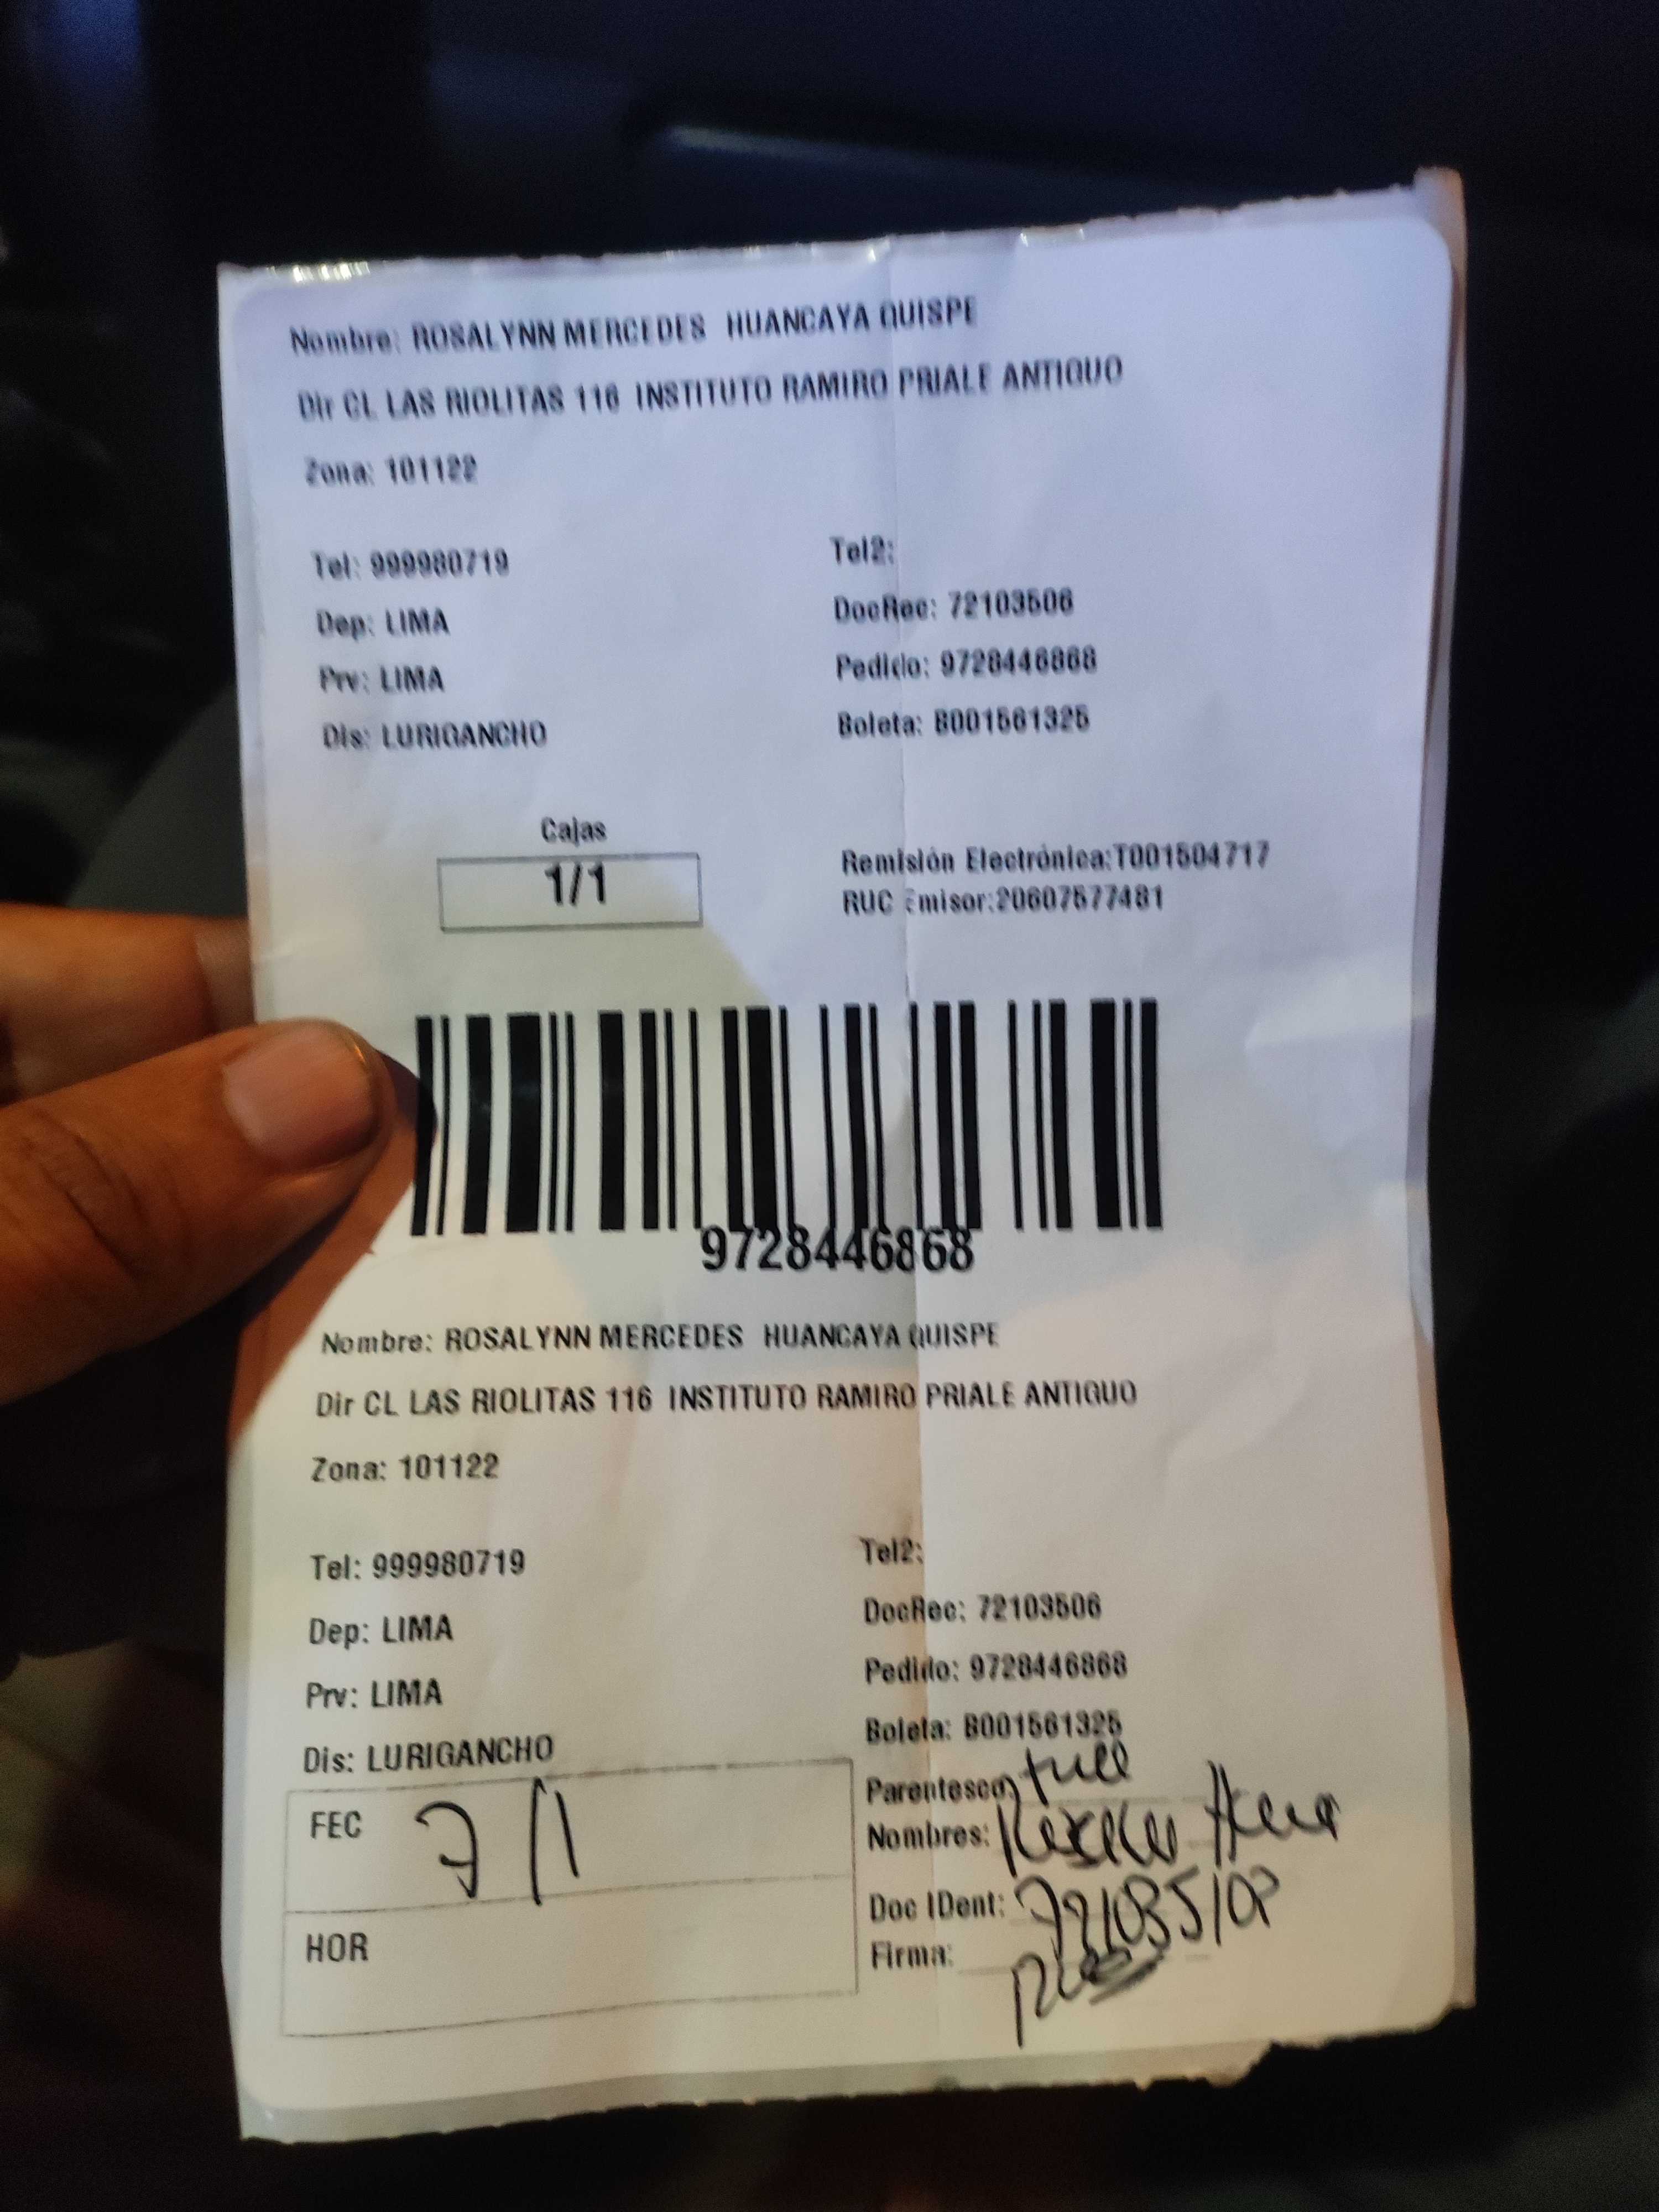 Nombre: ROSALYNN MERCEDES HUANCAYA QUISPE
Dir CL LAS RIOLITAS 116 INSTITUTO RAMIRO PRIALE ANTIGUO
Zona: 101122
Tel: 999980719 Tel2:
Dep: LIMA DocRec: 72103506
Prv: LIMA Pedido: 9728446868
Dis: LURIGANCHO Boleta: B001561325
Cajas
1/1
Remisión Electrónica:T001504717
RUC Emisor:20607577481
9728446868
Nombre: ROSALYNN MERCEDES HUANCAYA QUISPE
Dir CL LAS RIOLITAS 116 INSTITUTO RAMIRO PRIALE ANTIGUO
Zona: 101122
Tel: 999980719 Tel2:
Dep: LIMA DocRec: 72103506
Prv: LIMA Pedido: 9728446868
Dis: LURIGANCHO Boleta: B001561325
FEC 7/1
HOR
Parentesco:
Nombres:
Doc IDent:
Firma: